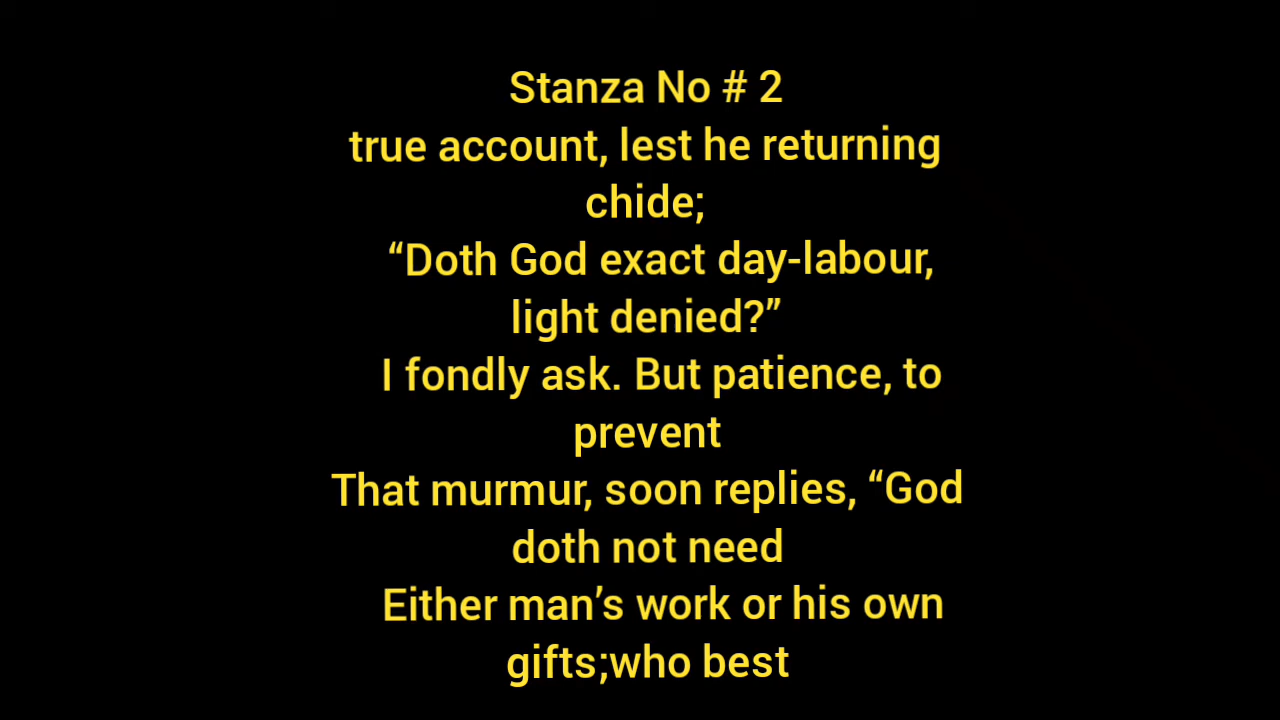 Stanza No # 2
true account, lest he returning
chide;
“Doth God exact day-labour,
light denied?”
I fondly ask. But patience, to
prevent
That murmur, soon replies, “God
doth not need
Either man’s work or his own
gifts;who best